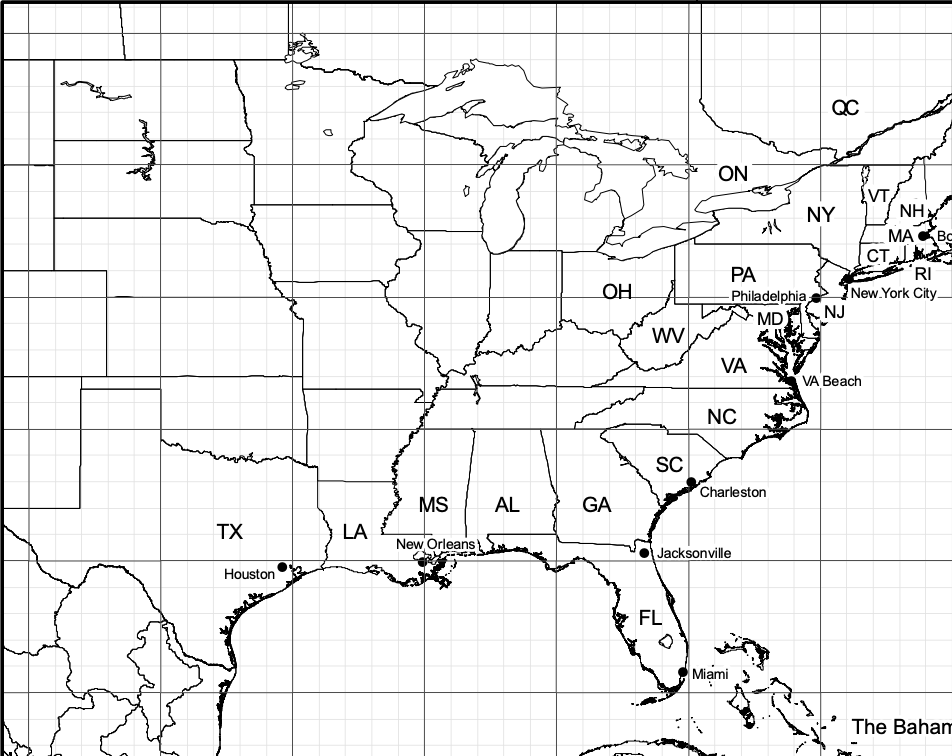 QC
ON
VT
NH
NY
MA
Bo
CT
RI
PA
OH
Philadelphia
New York City
NJ
MD
WV
VA
VA Beach
NC
SC
Charleston
MS
AL
GA
TX
LA
New Orleans
Jacksonville
Houston
FL
Miami
The Baham